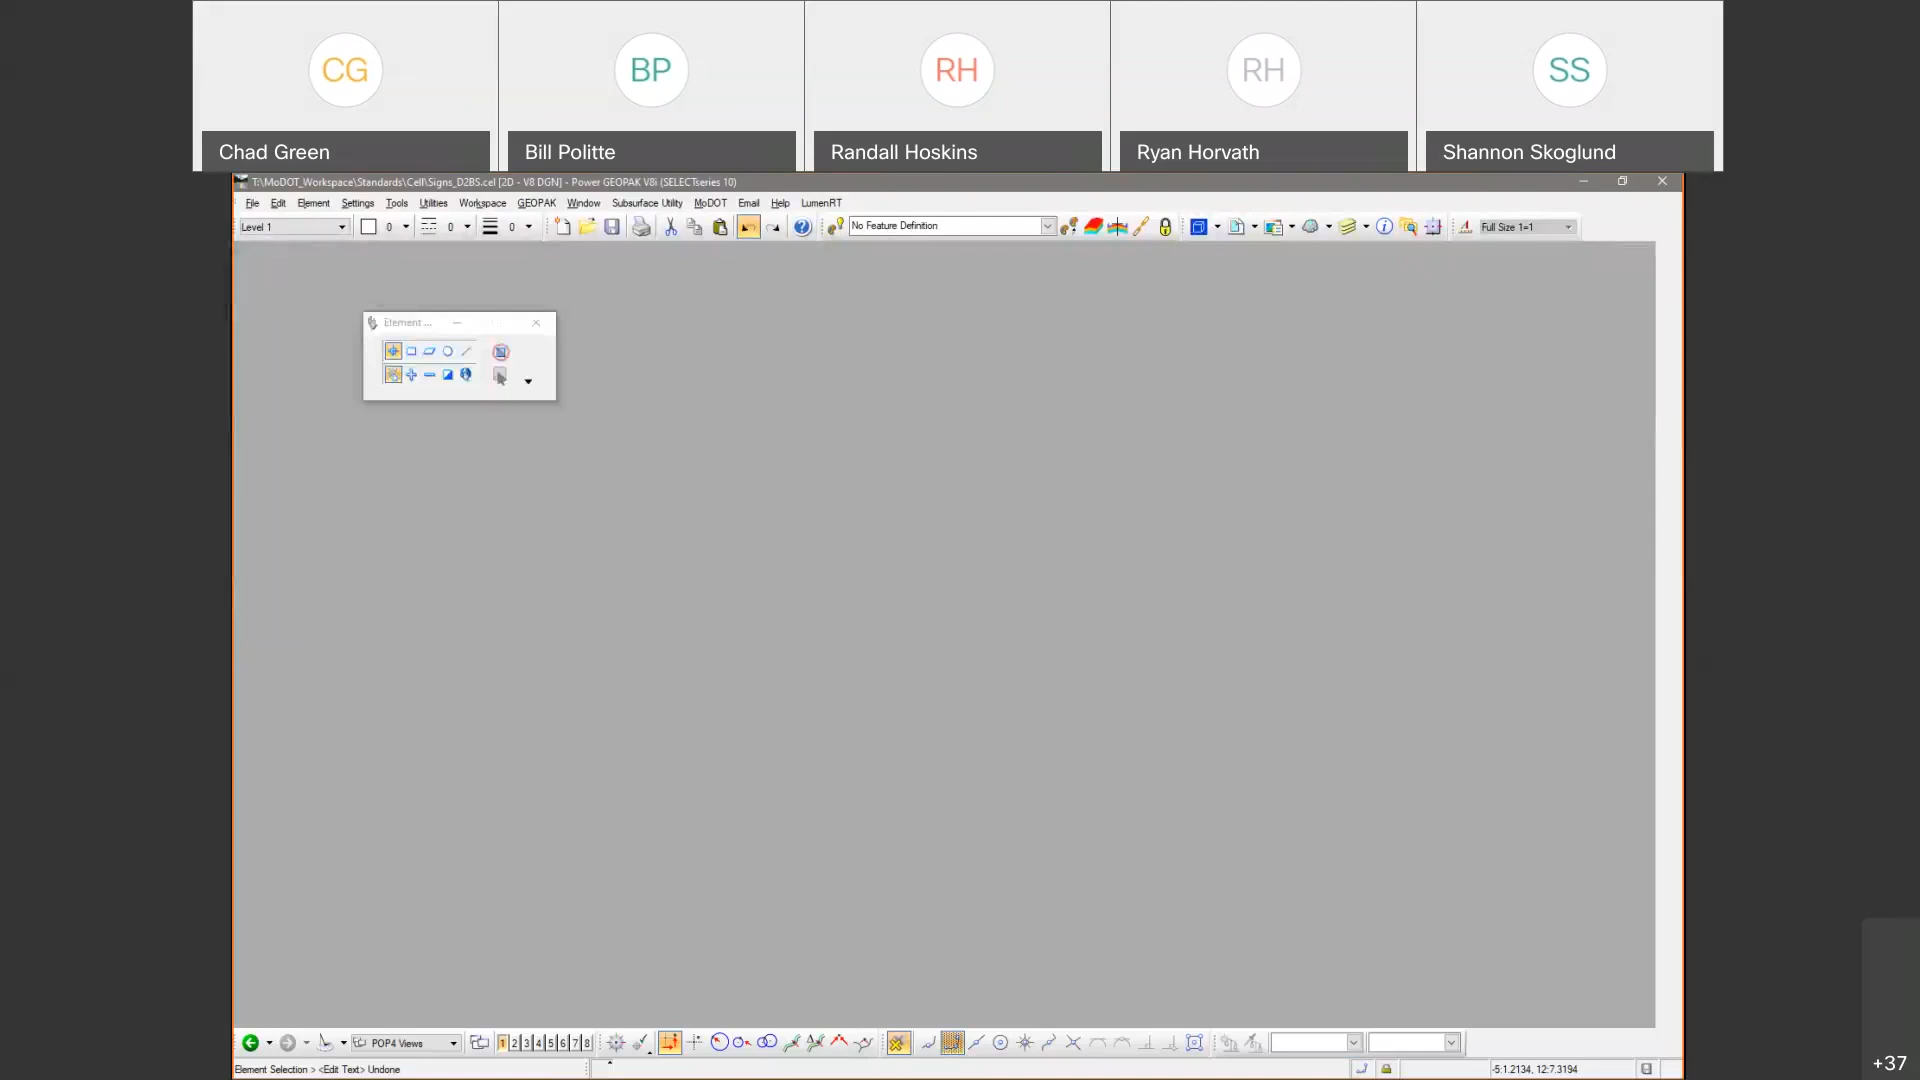 CG
BP
RH
RH
SS
Chad Green
Bill Politte
Randall Hoskins
Ryan Horvath
Shannon Skoglund
T:\MoDOT_Workspace\Standards\Cell\Signs_D2BS.cel [2D - V8 DGN] - Power GEOPAK V8i (SELECTseries 10)
File Edit Element Settings Tools Utilities Workspace GEOPAK Window Subsurface Utility MoDOT Email Help LumenRT
Level 1 0 0 0 No Feature Definition Full Size 1=1
Element ...
POP4 Views 1 2 3 4 5 6 7 8
Element Selection > <Edit Text> Undone
-5:1.2134, 12:7.3194
+37